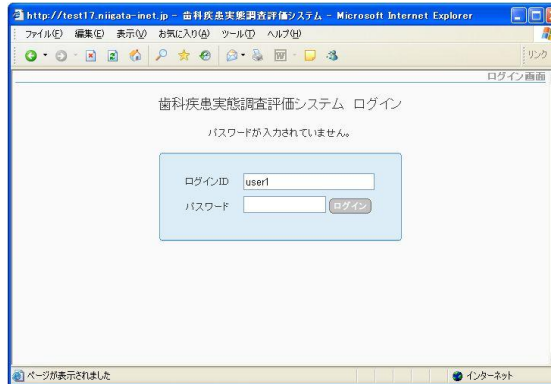 http://test17.niigata-inet.jp - 歯科疾患実態調査評価システム - Microsoft Internet Explorer
ファイル(F) 編集(E) 表示(V) お気に入り(A) ツール(T) ヘルプ(H)
リンク
ログイン画面
歯科疾患実態調査評価システム ログイン
パスワードが入力されていません。
ログインID user1
パスワード ログイン
ページが表示されました インターネット